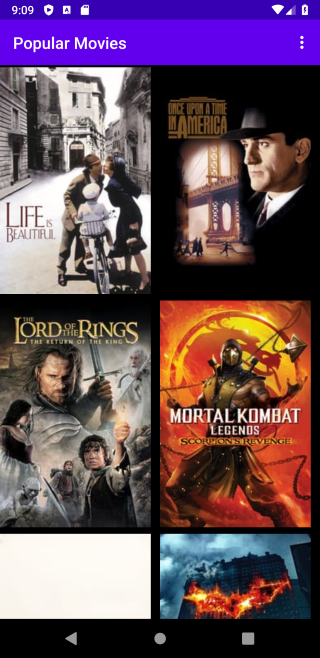 9:09
Popular Movies
LIFE IS
BEAUTIFUL
ONCE UPON A TIME
IN AMERICA
THE
LORD OF THE RINGS
THE RETURN OF THE KING
MORTAL KOMBAT
LEGENDS
SCORPION'S REVENGE